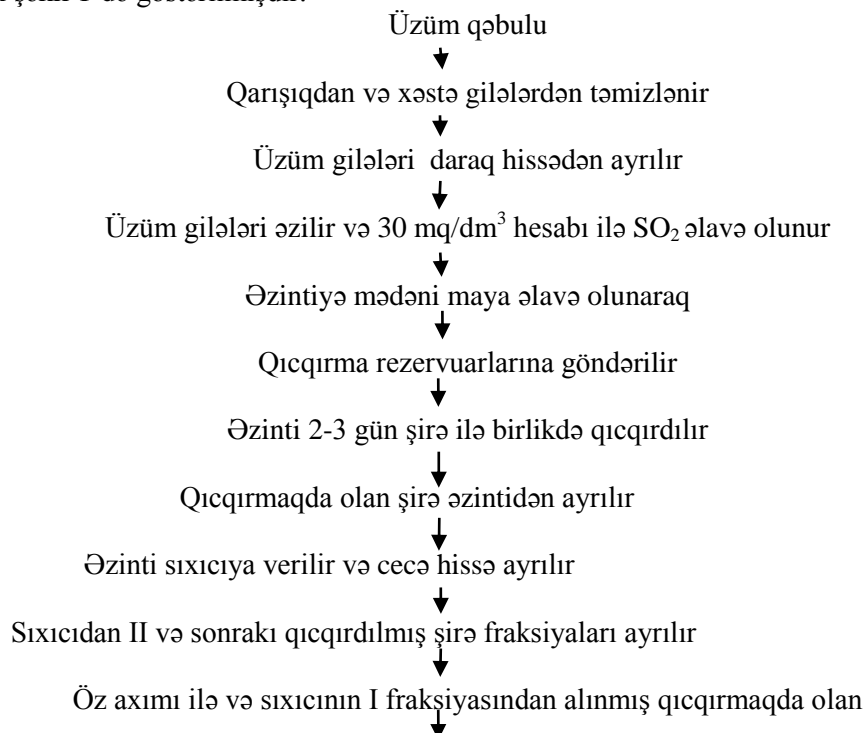 Üzüm qəbulu
Qarışıqdan və xəstə gilələrdən təmizlənir
Üzüm gilələri daraq hissədən ayrılır
Üzüm gilələri əzilir və 30 mq/dm³ hesabı ilə SO₂ əlavə olunur
Əzintiyə mədəni maya əlavə olunaraq
Qıcqırma rezervuarlarına göndərilir
Əzinti 2-3 gün şirə ilə birlikdə qıcqırdılır
Qıcqırmaqda olan şirə əzintidən ayrılır
Əzinti sıxıcıya verilir və cecə hissə ayrılır
Sıxıcıdan II və sonrakı qıcqırdılmış şirə fraksiyaları ayrılır
Öz axımı ilə və sıxıcının I fraksiyasından alınmış qıcqırmaqda olan